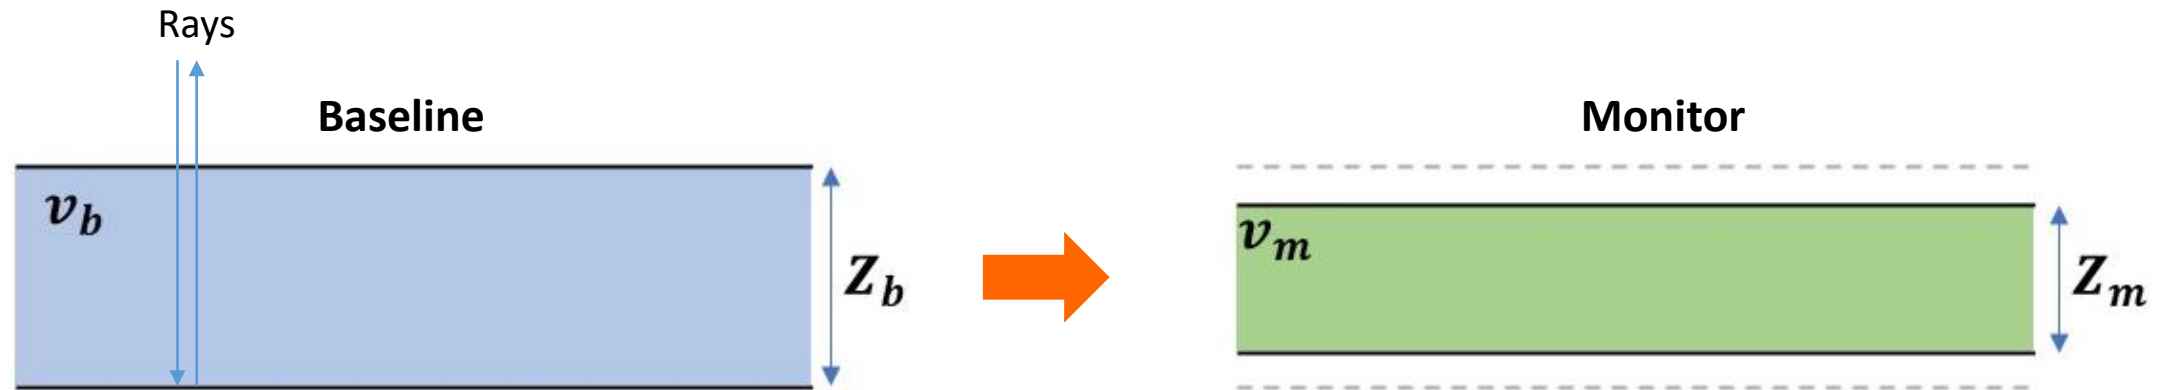 Rays
Baseline
Monitor
v_b
Z_b
v_m
Z_m